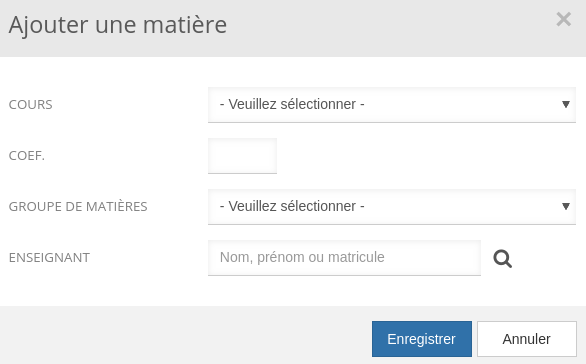 Ajouter une matière
COURS
- Veuillez sélectionner -
COEF.
GROUPE DE MATIÈRES
- Veuillez sélectionner -
ENSEIGNANT
Nom, prénom ou matricule
Enregistrer
Annuler